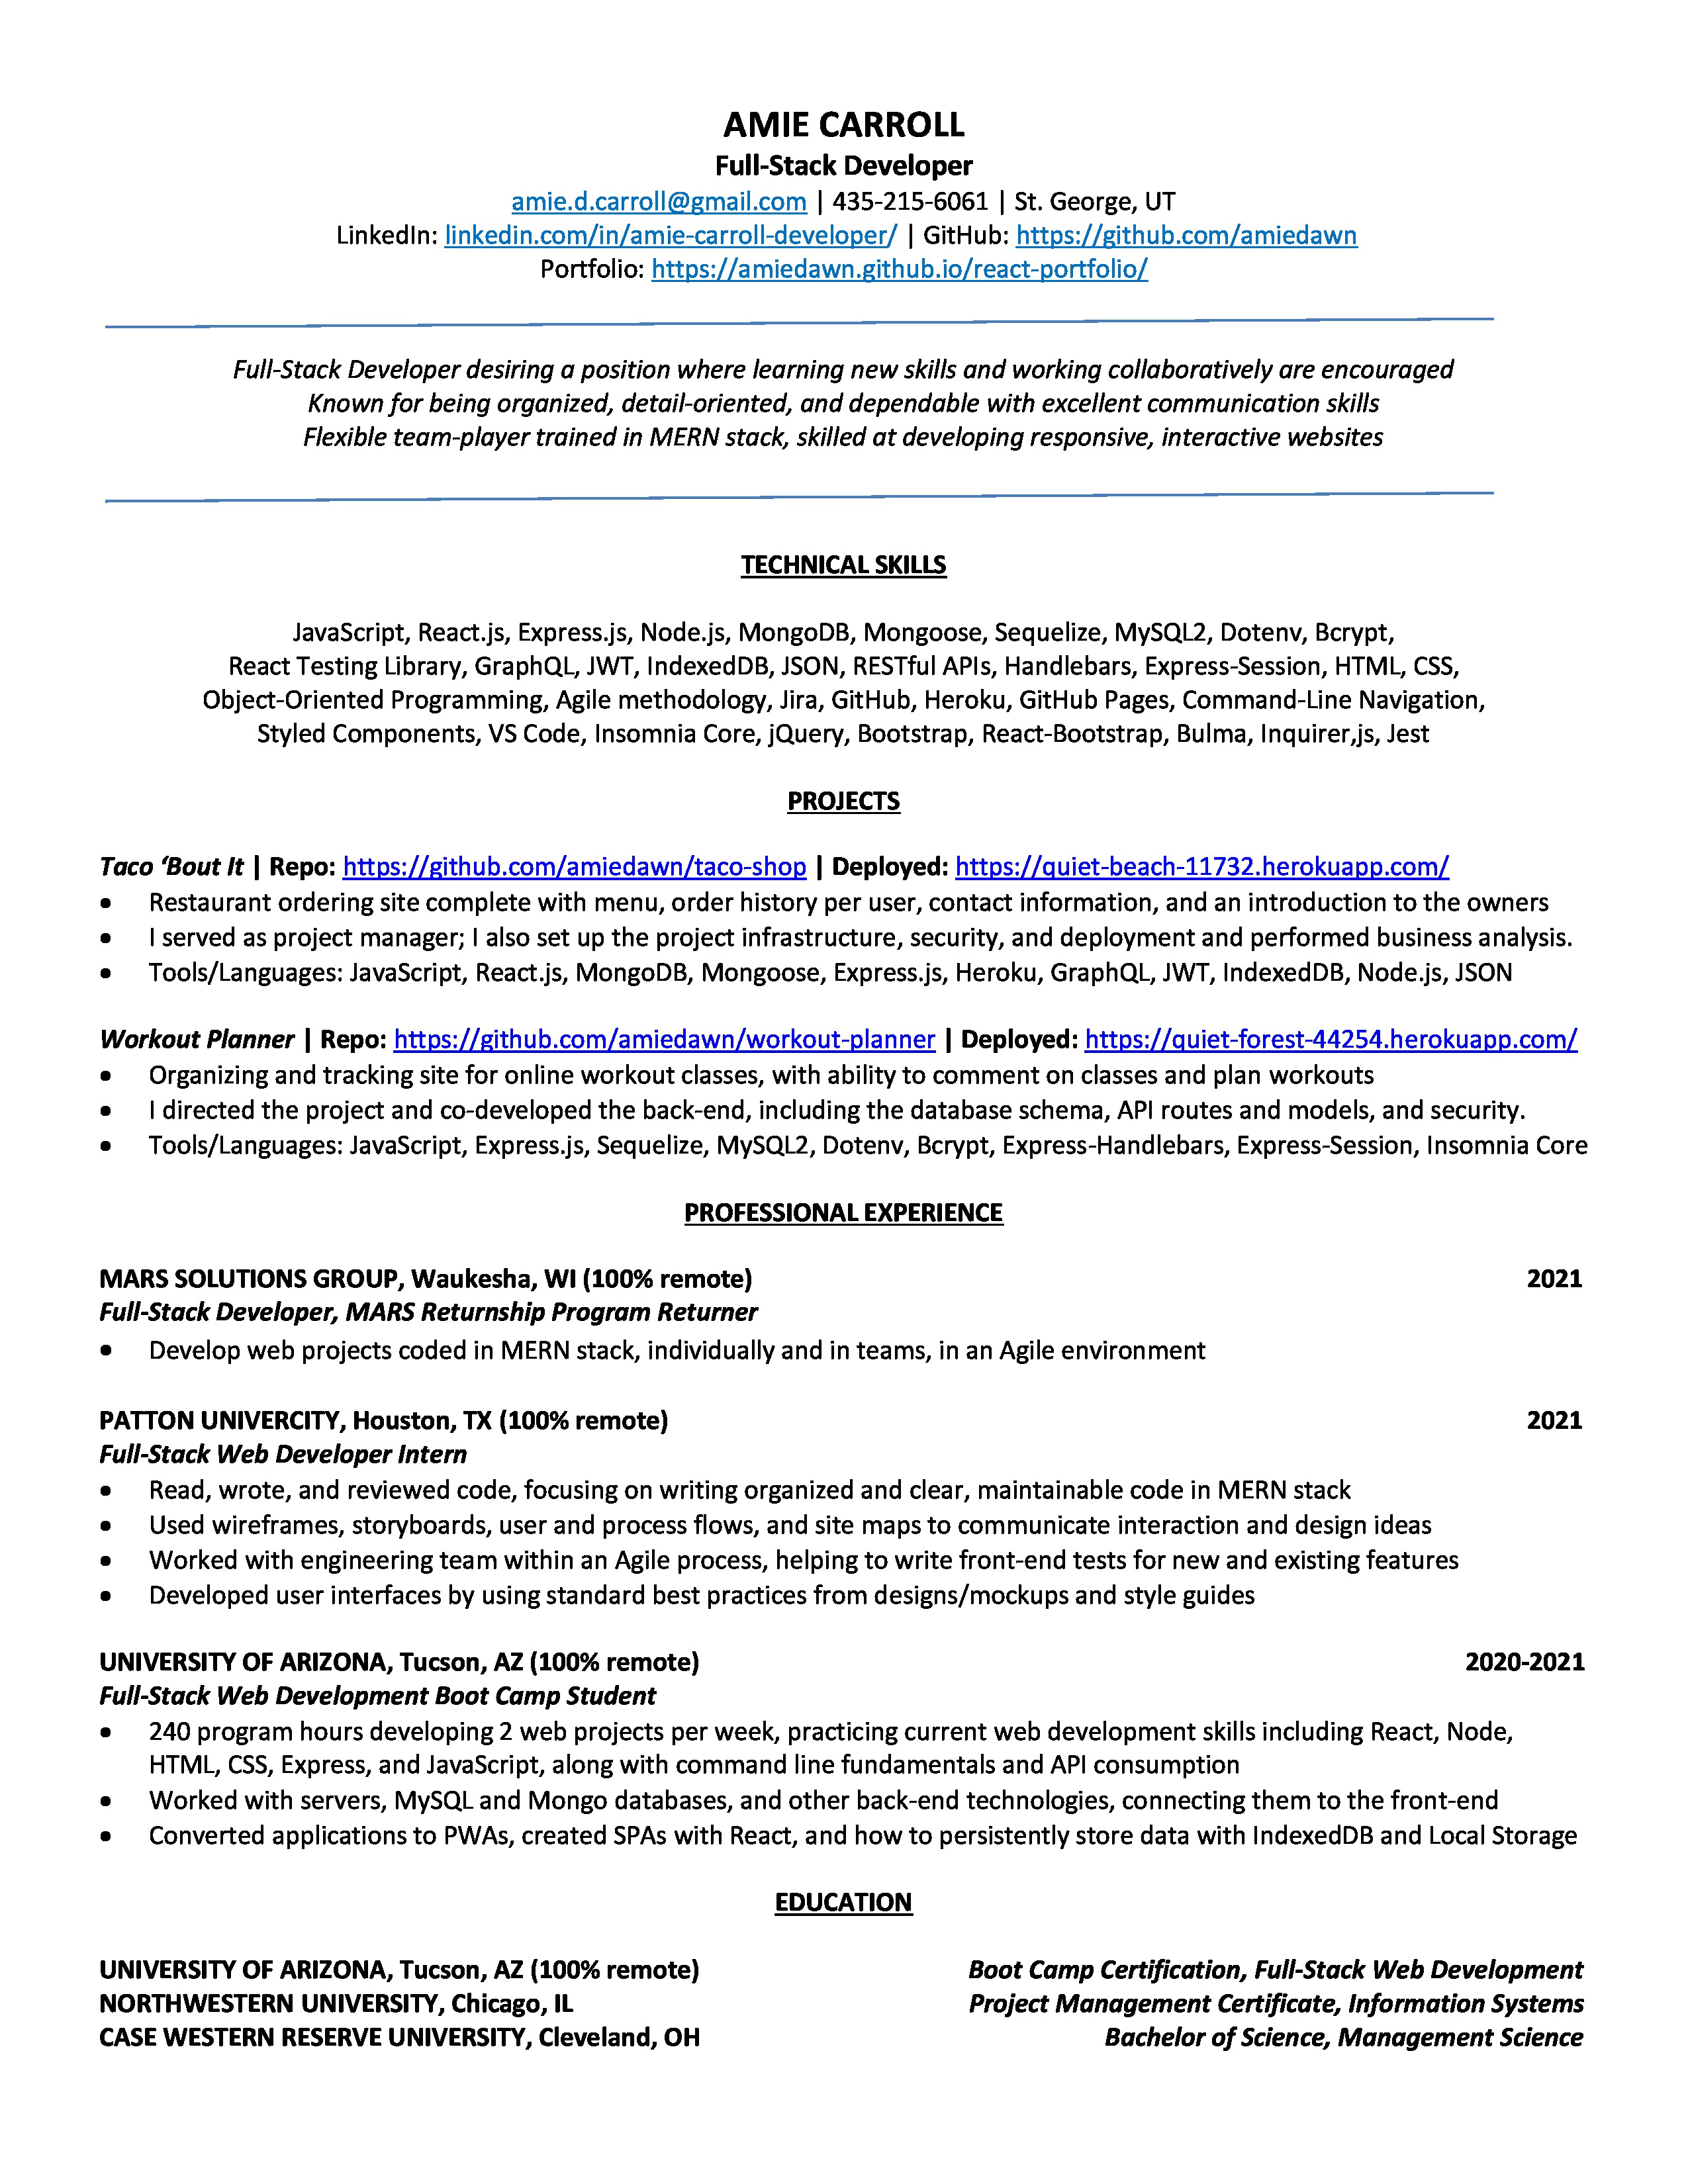 AMIE CARROLL
Full-Stack Developer
amie.d.carroll@gmail.com | 435-215-6061 | St. George, UT
LinkedIn: linkedin.com/in/amie-carroll-developer/ | GitHub: https://github.com/amiedawn
Portfolio: https://amiedawn.github.io/react-portfolio/
Full-Stack Developer desiring a position where learning new skills and working collaboratively are encouraged
Known for being organized, detail-oriented, and dependable with excellent communication skills
Flexible team-player trained in MERN stack, skilled at developing responsive, interactive websites
TECHNICAL SKILLS
JavaScript, React.js, Express.js, Node.js, MongoDB, Mongoose, Sequelize, MySQL2, Dotenv, Bcrypt,
React Testing Library, GraphQL, JWT, IndexedDB, JSON, RESTful APIs, Handlebars, Express-Session, HTML, CSS,
Object-Oriented Programming, Agile methodology, Jira, GitHub, Heroku, GitHub Pages, Command-Line Navigation,
Styled Components, VS Code, Insomnia Core, jQuery, Bootstrap, React-Bootstrap, Bulma, Inquirer,js, Jest
PROJECTS
Taco ‘Bout It | Repo: https://github.com/amiedawn/taco-shop | Deployed: https://quiet-beach-11732.herokuapp.com/
• Restaurant ordering site complete with menu, order history per user, contact information, and an introduction to the owners
• I served as project manager; I also set up the project infrastructure, security, and deployment and performed business analysis.
• Tools/Languages: JavaScript, React.js, MongoDB, Mongoose, Express.js, Heroku, GraphQL, JWT, IndexedDB, Node.js, JSON
Workout Planner | Repo: https://github.com/amiedawn/workout-planner | Deployed: https://quiet-forest-44254.herokuapp.com/
• Organizing and tracking site for online workout classes, with ability to comment on classes and plan workouts
• I directed the project and co-developed the back-end, including the database schema, API routes and models, and security.
• Tools/Languages: JavaScript, Express.js, Sequelize, MySQL2, Dotenv, Bcrypt, Express-Handlebars, Express-Session, Insomnia Core
PROFESSIONAL EXPERIENCE
MARS SOLUTIONS GROUP, Waukesha, WI (100% remote) 2021
Full-Stack Developer, MARS Returnship Program Returner
• Develop web projects coded in MERN stack, individually and in teams, in an Agile environment
PATTON UNIVERCITY, Houston, TX (100% remote) 2021
Full-Stack Web Developer Intern
• Read, wrote, and reviewed code, focusing on writing organized and clear, maintainable code in MERN stack
• Used wireframes, storyboards, user and process flows, and site maps to communicate interaction and design ideas
• Worked with engineering team within an Agile process, helping to write front-end tests for new and existing features
• Developed user interfaces by using standard best practices from designs/mockups and style guides
UNIVERSITY OF ARIZONA, Tucson, AZ (100% remote) 2020-2021
Full-Stack Web Development Boot Camp Student
• 240 program hours developing 2 web projects per week, practicing current web development skills including React, Node,
HTML, CSS, Express, and JavaScript, along with command line fundamentals and API consumption
• Worked with servers, MySQL and Mongo databases, and other back-end technologies, connecting them to the front-end
• Converted applications to PWAs, created SPAs with React, and how to persistently store data with IndexedDB and Local Storage
EDUCATION
UNIVERSITY OF ARIZONA, Tucson, AZ (100% remote) Boot Camp Certification, Full-Stack Web Development
NORTHWESTERN UNIVERSITY, Chicago, IL Project Management Certificate, Information Systems
CASE WESTERN RESERVE UNIVERSITY, Cleveland, OH Bachelor of Science, Management Science